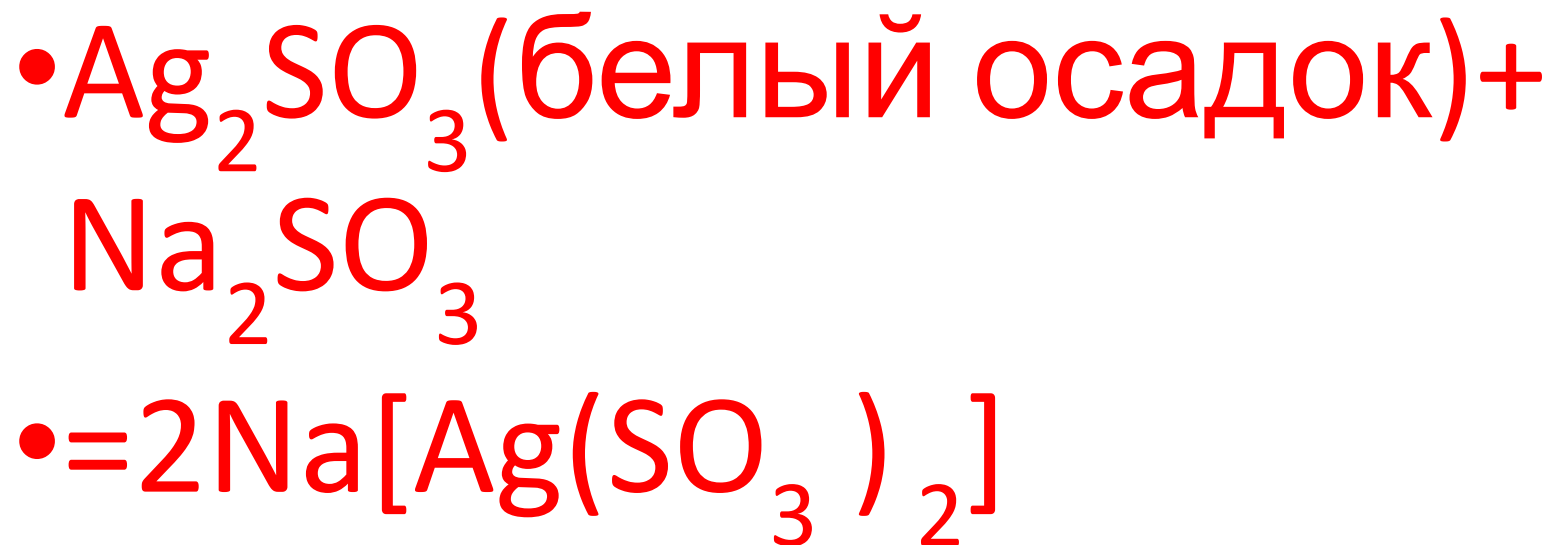 •Ag₂SO₃(белый осадок)+
Na₂SO₃
•=2Na[Ag(SO₃ ) ₂]